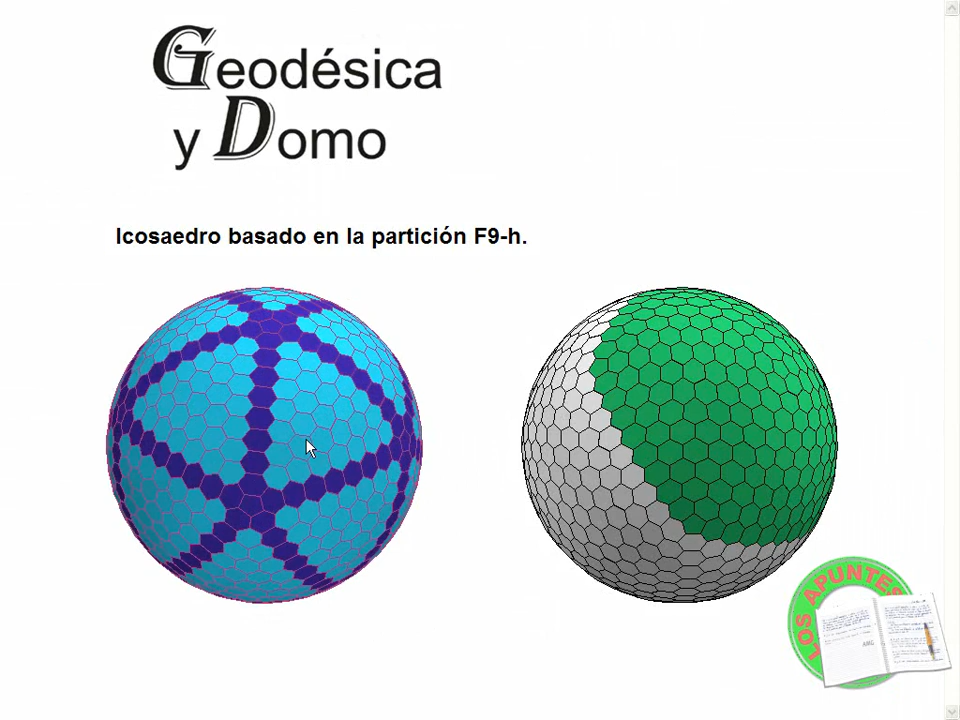 Geodésica
y Domo
Icosaedro basado en la partición F9-h.
LOS APUNTES